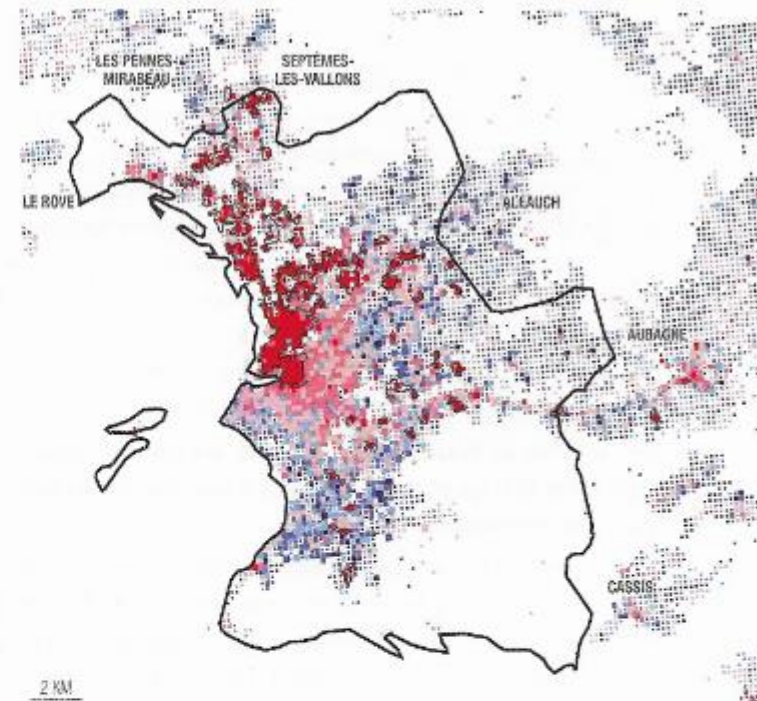 LES PENNES-
MIRABEAU
SEPTÈMES-
LES-VALLONS
LE ROVE
ALLAUCH
AUBAGNE
CASSIS
2 KM